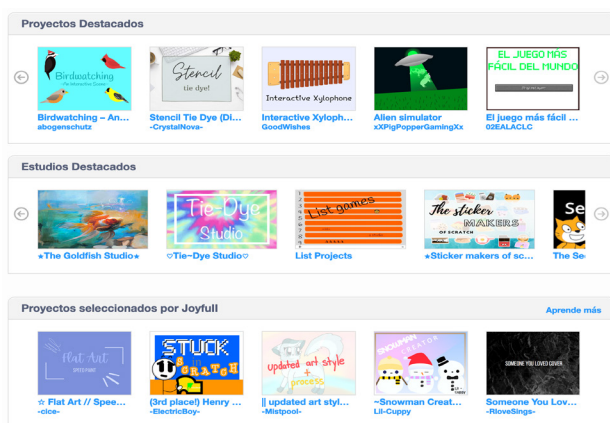 Proyectos Destacados
Birdwatching
Stencil
tie dye!
Interactive Xylophone
EL JUEGO MÁS
FÁCIL DEL MUNDO
Birdwatching – An...
Stencil Tie Dye (Di...
Interactive Xyloph...
Alien simulator
El juego más fácil ...
abogenschutz
-CrystalNova-
GoodWishes
xXPigPopperGamingXx
02EALACLC
Estudios Destacados
Tie-Dye
Studio
List games
The sticker
MAKERS
OF SCRATCH
Se
★The Goldfish Studio★
♡Tie~Dye Studio♡
List Projects
★Sticker makers of sc...
The Se
Proyectos seleccionados por Joyfull
Aprende más
Flat Art
SPEED PAINT
STUCK
in
SCRATCH
updated art style
+
process
SNOWMAN
CREATOR
SOMEONE YOU LOVED COVER
☆ Flat Art // Spee...
(3rd place!) Henry ...
|| updated art styl...
~Snowman Creat...
Someone You Lov...
-cice-
-ElectricBoy-
-Mistpool-
Lil-Cuppy
-RloveSings-